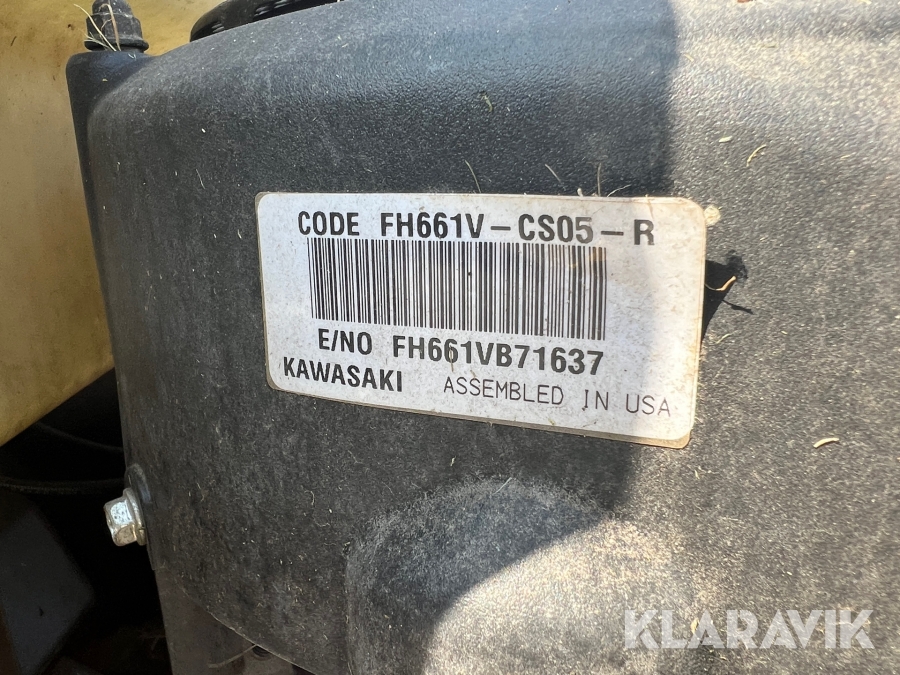 CODE FH661V-CS05-R
E/NO FH661VB71637
KAWASAKI ASSEMBLED IN USA
KLARAVIK